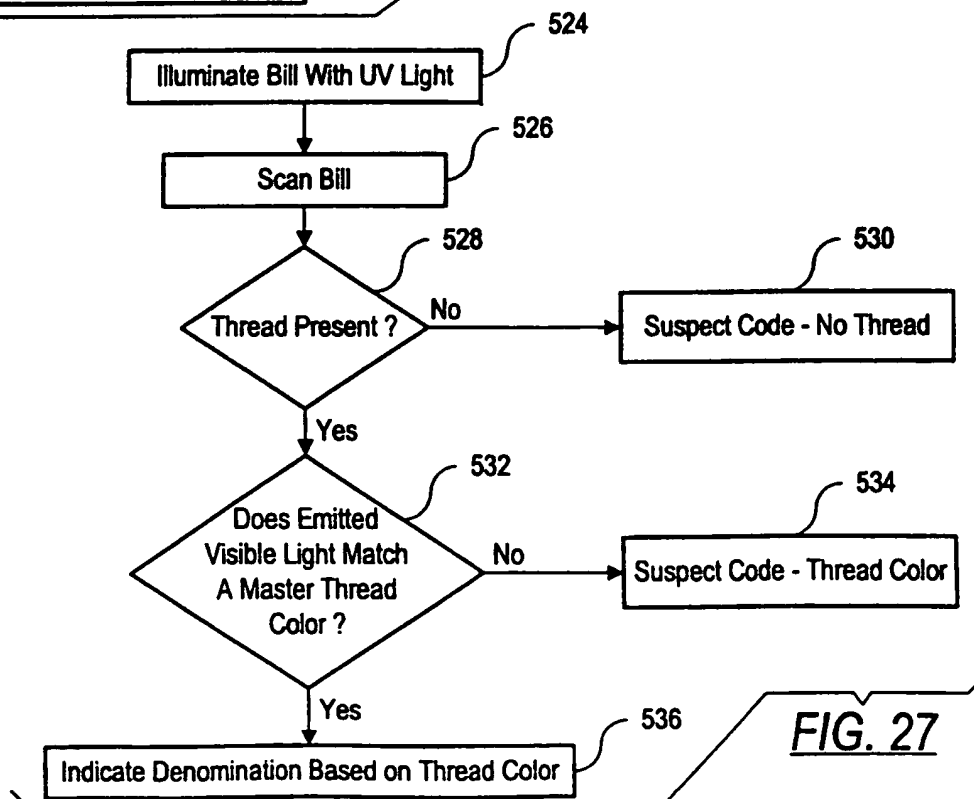 524
Illuminate Bill With UV Light
526
Scan Bill
528
Thread Present ?
No
530
Suspect Code - No Thread
Yes
532
Does Emitted
Visible Light Match
A Master Thread
Color ?
No
534
Suspect Code - Thread Color
Yes
536
Indicate Denomination Based on Thread Color
FIG. 27